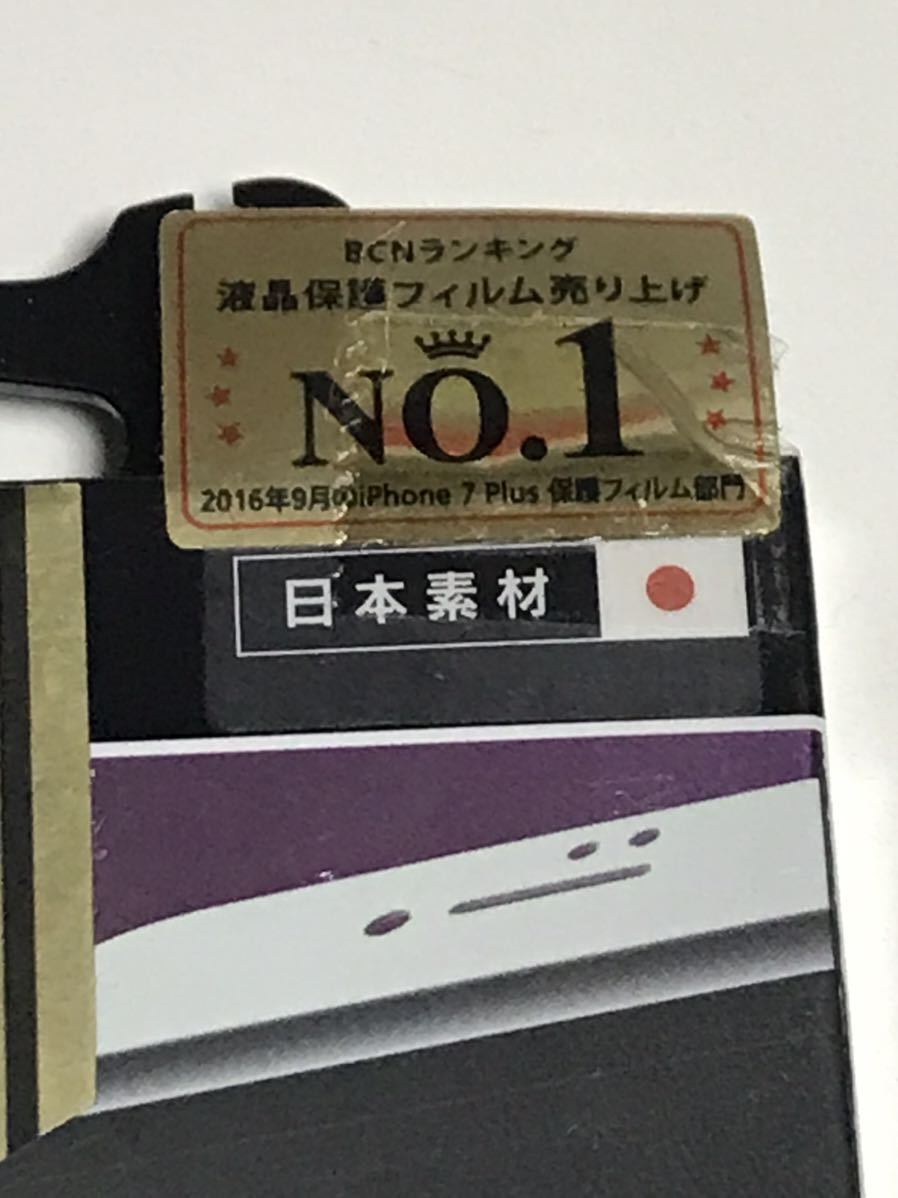 BCNランキング
液晶保護フィルム売り上げ
NO.1
2016年9月のiPhone 7 Plus 保護フィルム部門
日本素材